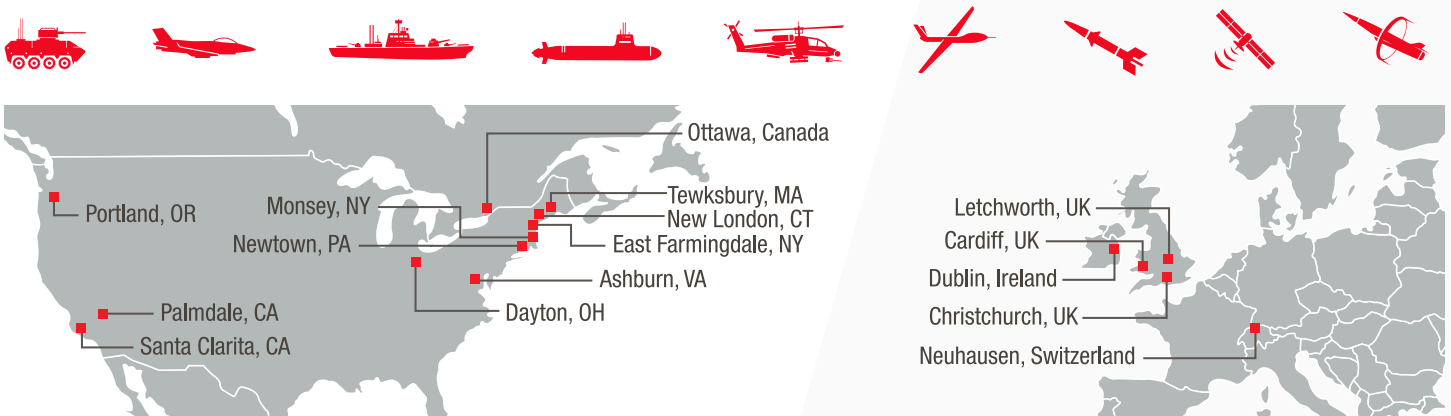 Ottawa, Canada
Portland, OR
Monsey, NY
Tewksbury, MA
New London, CT
Newtown, PA
East Farmingdale, NY
Ashburn, VA
Palmdale, CA
Dayton, OH
Santa Clarita, CA
Letchworth, UK
Cardiff, UK
Dublin, Ireland
Christchurch, UK
Neuhausen, Switzerland